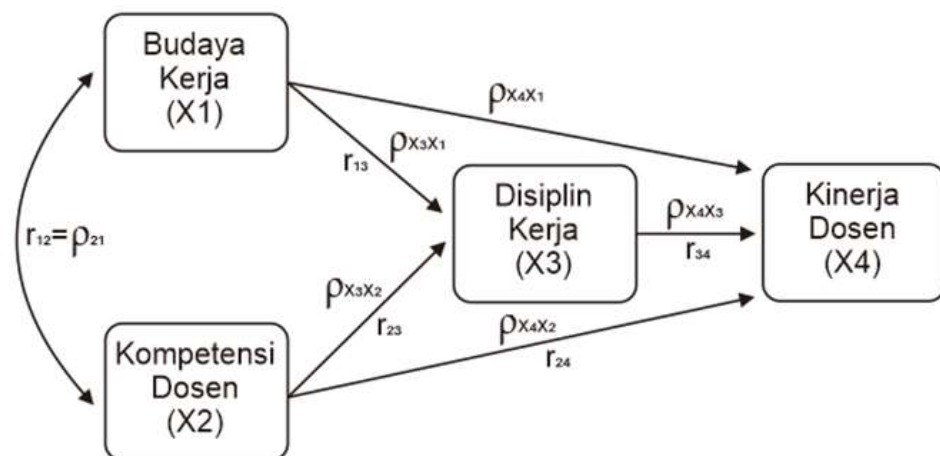 Budaya
Kerja
(X1)
ρx₄x₁
ρx₃x₁
r₁₃
Disiplin
Kerja
(X3)
ρx₄x₃
r₃₄
Kinerja
Dosen
(X4)
r₁₂=ρ₂₁
ρx₃x₂
r₂₃
ρx₄x₂
r₂₄
Kompetensi
Dosen
(X2)